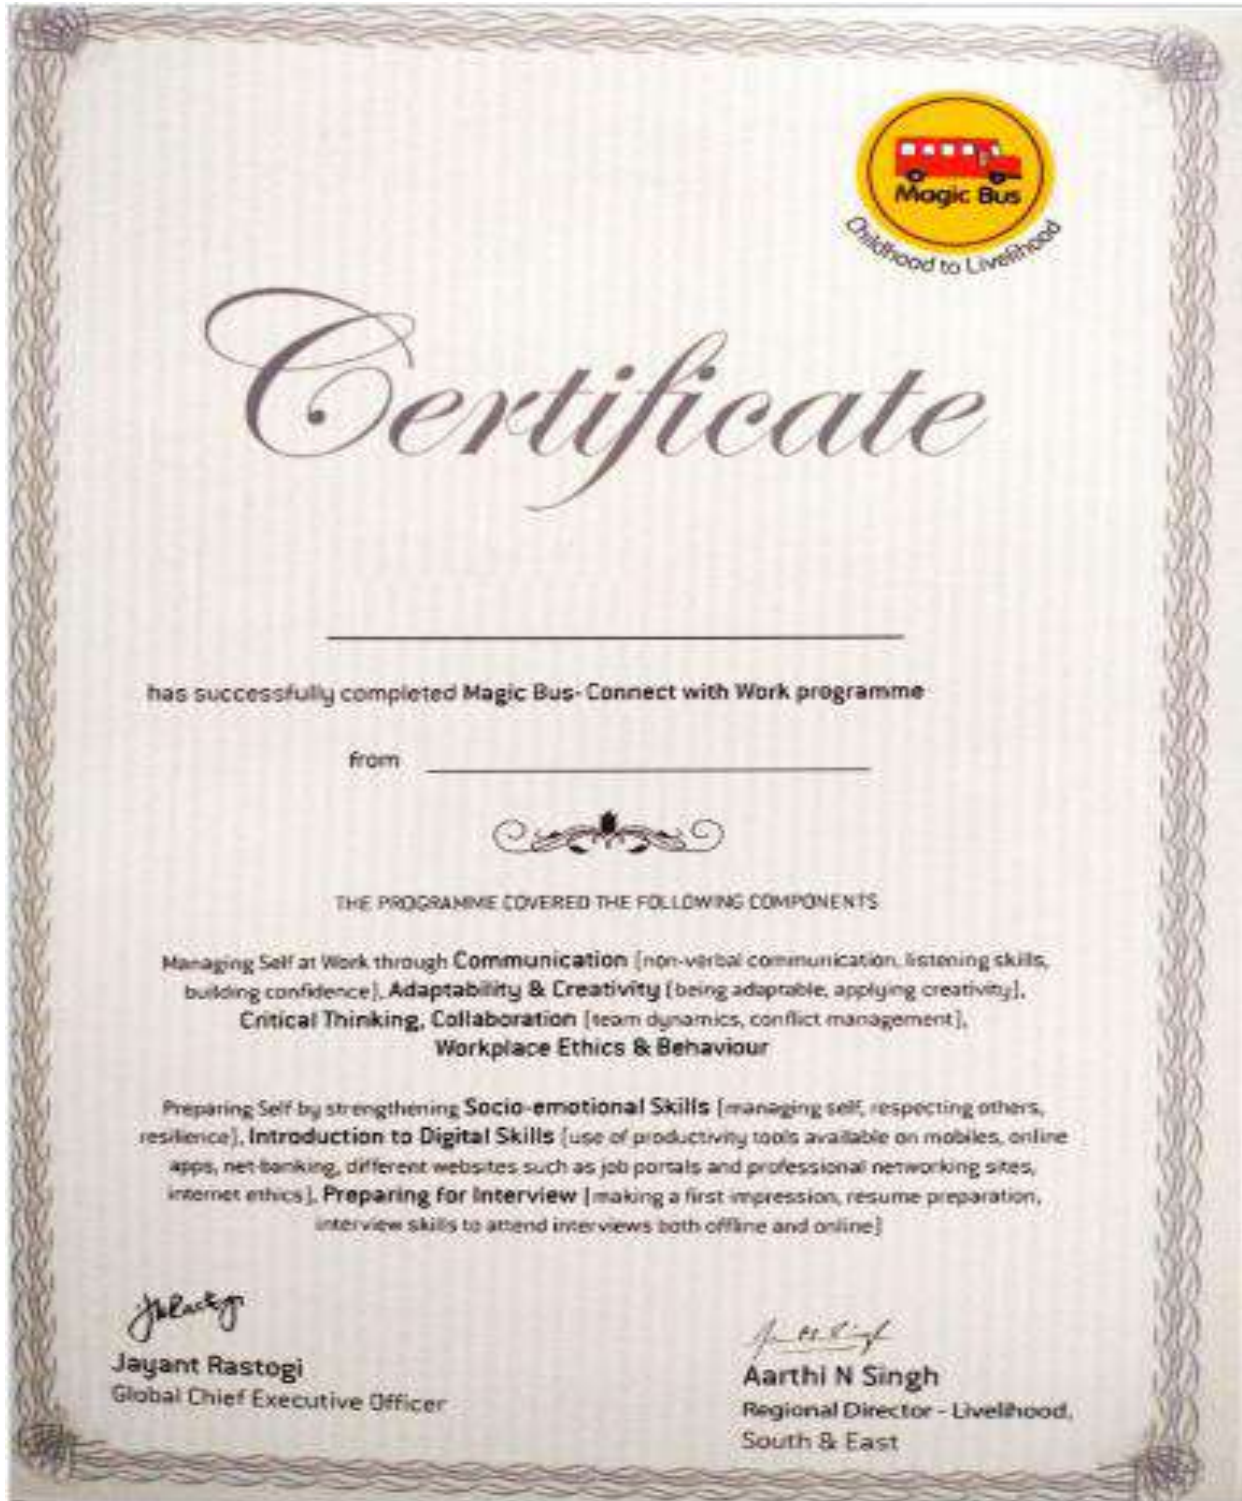 Magic Bus
Childhood to Livelihood
Certificate
has successfully completed Magic Bus- Connect with Work programme
from
THE PROGRAMME COVERED THE FOLLOWING COMPONENTS
Managing Self at Work through Communication [non-verbal communication, listening skills,
building confidence], Adaptability & Creativity [being adaptable, applying creativity],
Critical Thinking, Collaboration [team dynamics, conflict management],
Workplace Ethics & Behaviour
Preparing Self by strengthening Socio-emotional Skills [managing self, respecting others,
resilience], Introduction to Digital Skills [use of productivity tools available on mobiles, online
apps, net-banking, different websites such as job portals and professional networking sites,
internet ethics], Preparing for Interview [making a first impression, resume preparation,
interview skills to attend interviews both offline and online]
Jayant Rastogi
Global Chief Executive Officer
Aarthi N Singh
Regional Director - Livelihood,
South & East